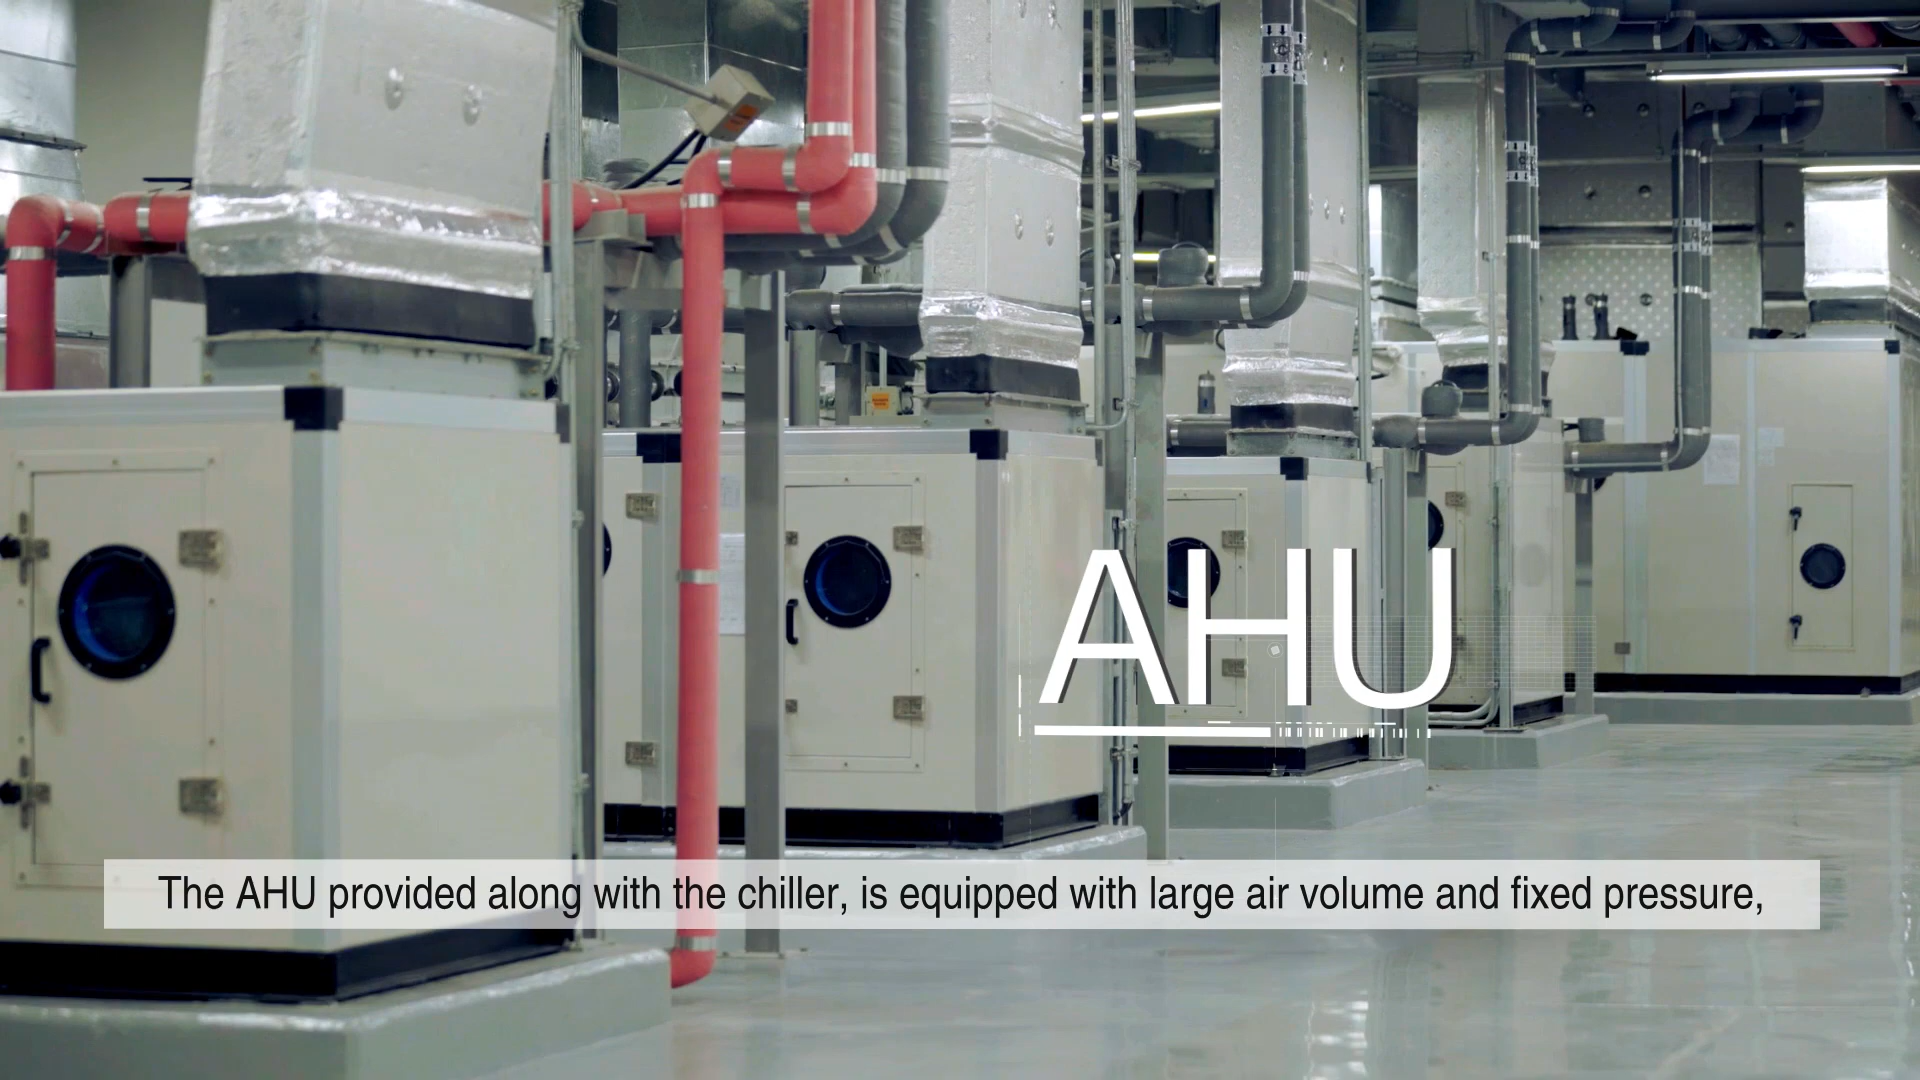 AHU
The AHU provided along with the chiller, is equipped with large air volume and fixed pressure,